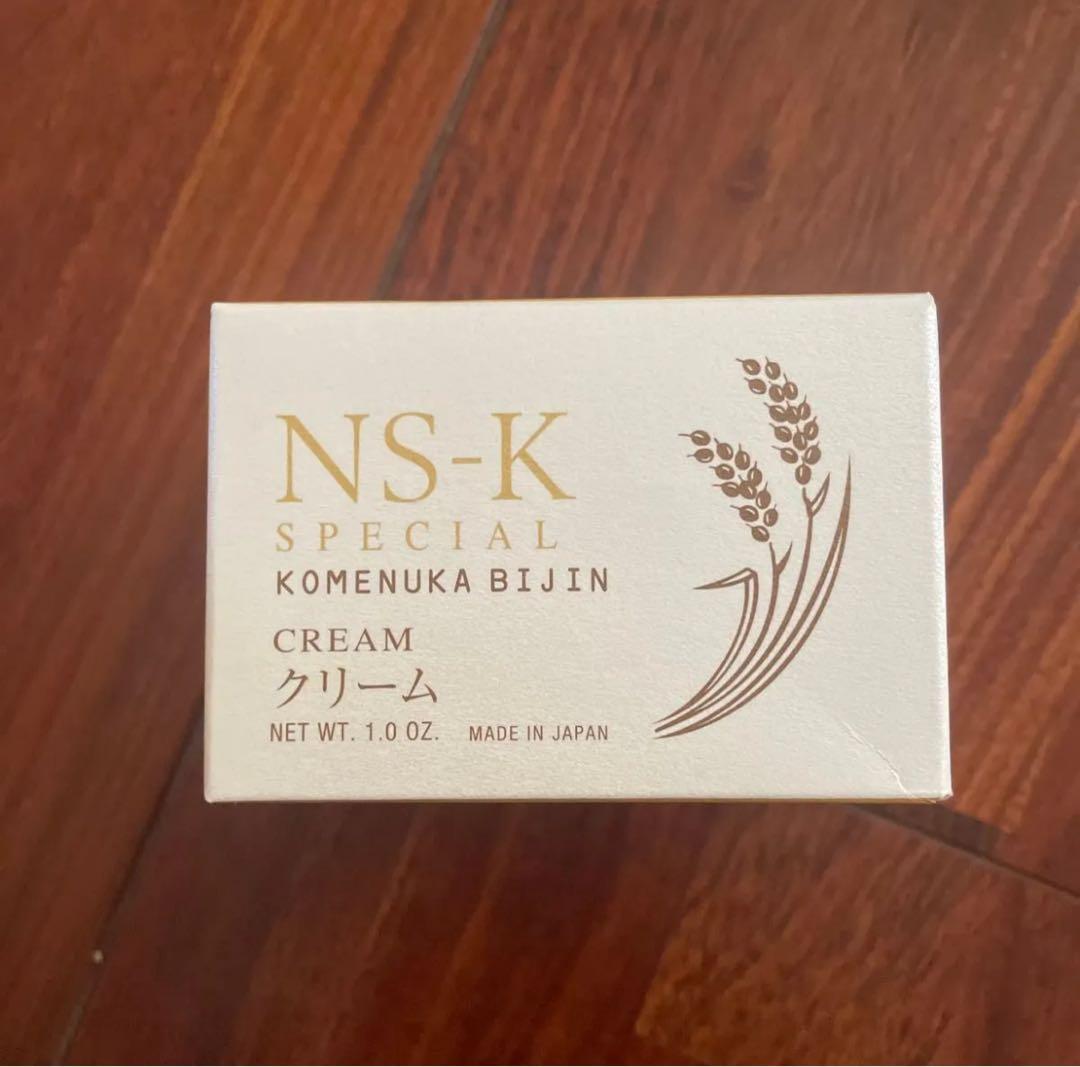 NS-K
SPECIAL
KOMENUKA BIJIN
CREAM
クリーム
NET WT. 1.0 OZ. MADE IN JAPAN